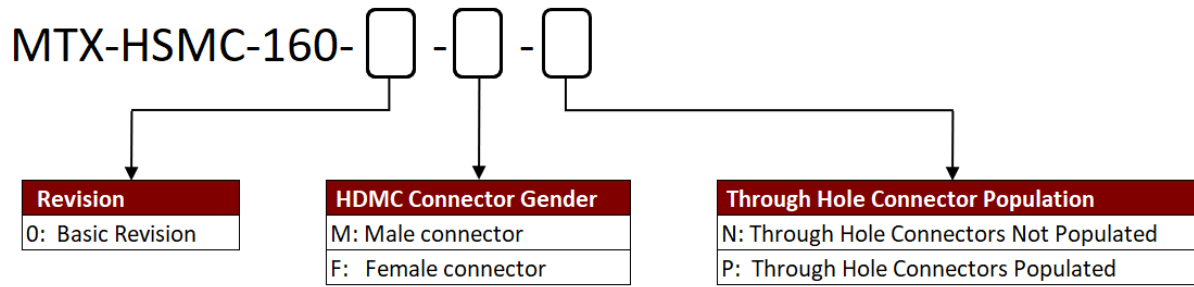 MTX-HSMC-160- - -
Revision
0: Basic Revision
HDMC Connector Gender
M: Male connector
F: Female connector
Through Hole Connector Population
N: Through Hole Connectors Not Populated
P: Through Hole Connectors Populated